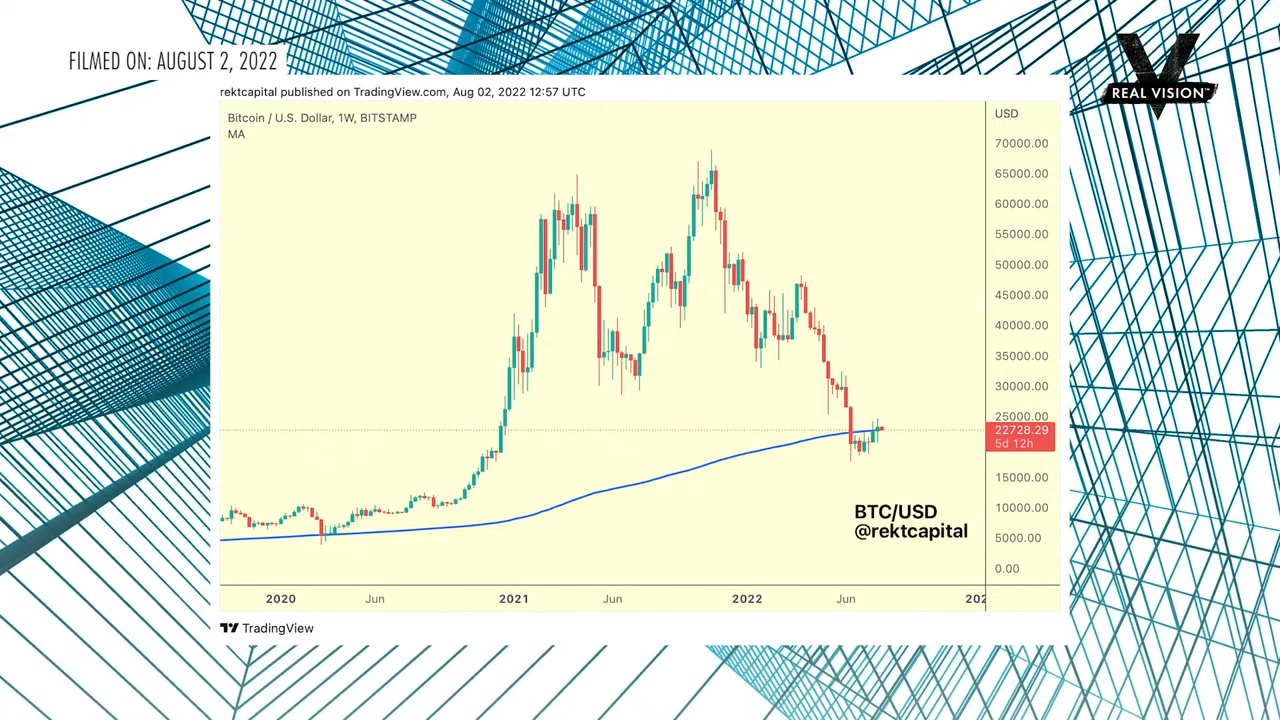 FILMED ON: AUGUST 2, 2022
REAL VISION™
rektcapital published on TradingView.com, Aug 02, 2022 12:57 UTC
Bitcoin / U.S. Dollar, 1W, BITSTAMP
MA
USD
70000.00
65000.00
60000.00
55000.00
50000.00
45000.00
40000.00
35000.00
30000.00
25000.00
22728.29
5d 12h
15000.00
10000.00
5000.00
0.00
BTC/USD
@rektcapital
2020 Jun 2021 Jun 2022 Jun 202
TradingView